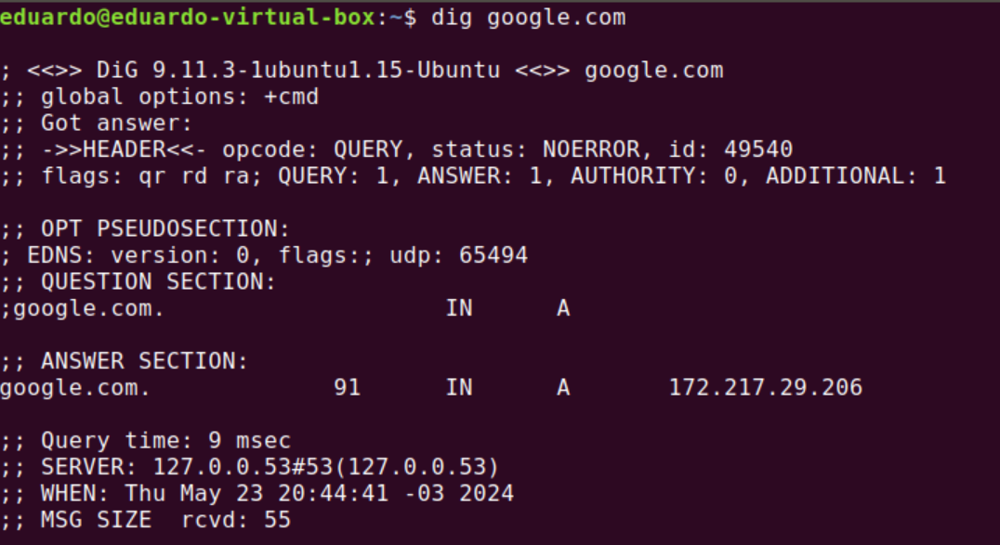 eduardo@eduardo-virtual-box:~$ dig google.com
; <<>> DiG 9.11.3-1ubuntu1.15-Ubuntu <<>> google.com
;; global options: +cmd
;; Got answer:
;; ->>HEADER<<- opcode: QUERY, status: NOERROR, id: 49540
;; flags: qr rd ra; QUERY: 1, ANSWER: 1, AUTHORITY: 0, ADDITIONAL: 1
;; OPT PSEUDOSECTION:
; EDNS: version: 0, flags:; udp: 65494
;; QUESTION SECTION:
;google.com. IN A
;; ANSWER SECTION:
google.com. 91 IN A 172.217.29.206
;; Query time: 9 msec
;; SERVER: 127.0.0.53#53(127.0.0.53)
;; WHEN: Thu May 23 20:44:41 -03 2024
;; MSG SIZE rcvd: 55